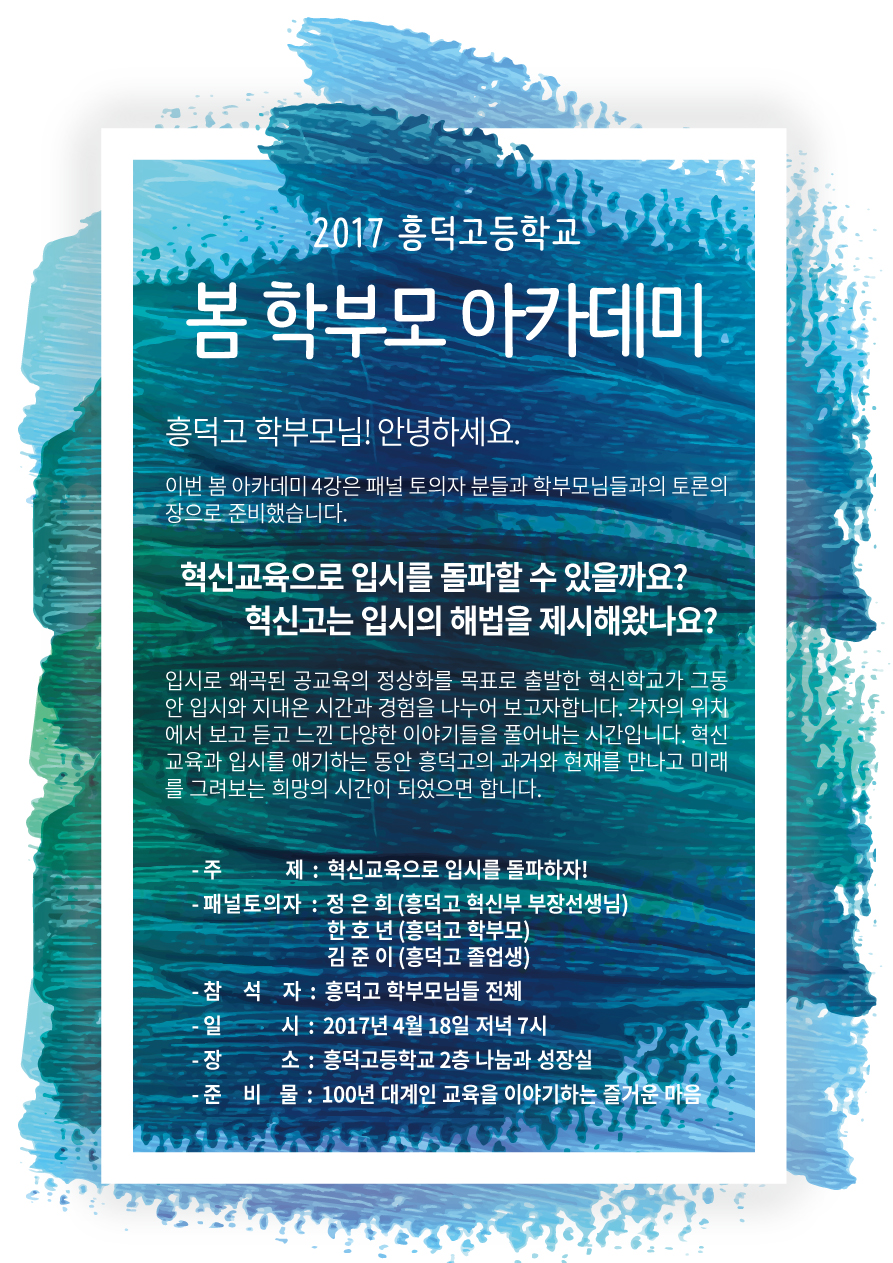 2017 흥덕고등학교
봄 학부모 아카데미
흥덕고 학부모님! 안녕하세요.
이번 봄 아카데미 4강은 패널 토의자 분들과 학부모님들과의 토론의
장으로 준비했습니다.
혁신교육으로 입시를 돌파할 수 있을까요?
혁신고는 입시의 해법을 제시해왔나요?
입시로 왜곡된 공교육의 정상화를 목표로 출발한 혁신학교가 그동
안 입시와 지내온 시간과 경험을 나누어 보고자합니다. 각자의 위치
에서 보고 듣고 느낀 다양한 이야기들을 풀어내는 시간입니다. 혁신
교육과 입시를 얘기하는 동안 흥덕고의 과거와 현재를 만나고 미래
를 그려보는 희망의 시간이 되었으면 합니다.
- 주 제 : 혁신교육으로 입시를 돌파하자!
- 패널토의자 : 정 은 희 (흥덕고 혁신부 부장선생님)
한 호 년 (흥덕고 학부모)
김 준 이 (흥덕고 졸업생)
- 참 석 자 : 흥덕고 학부모님들 전체
- 일 시 : 2017년 4월 18일 저녁 7시
- 장 소 : 흥덕고등학교 2층 나눔과 성장실
- 준 비 물 : 100년 대계인 교육을 이야기하는 즐거운 마음